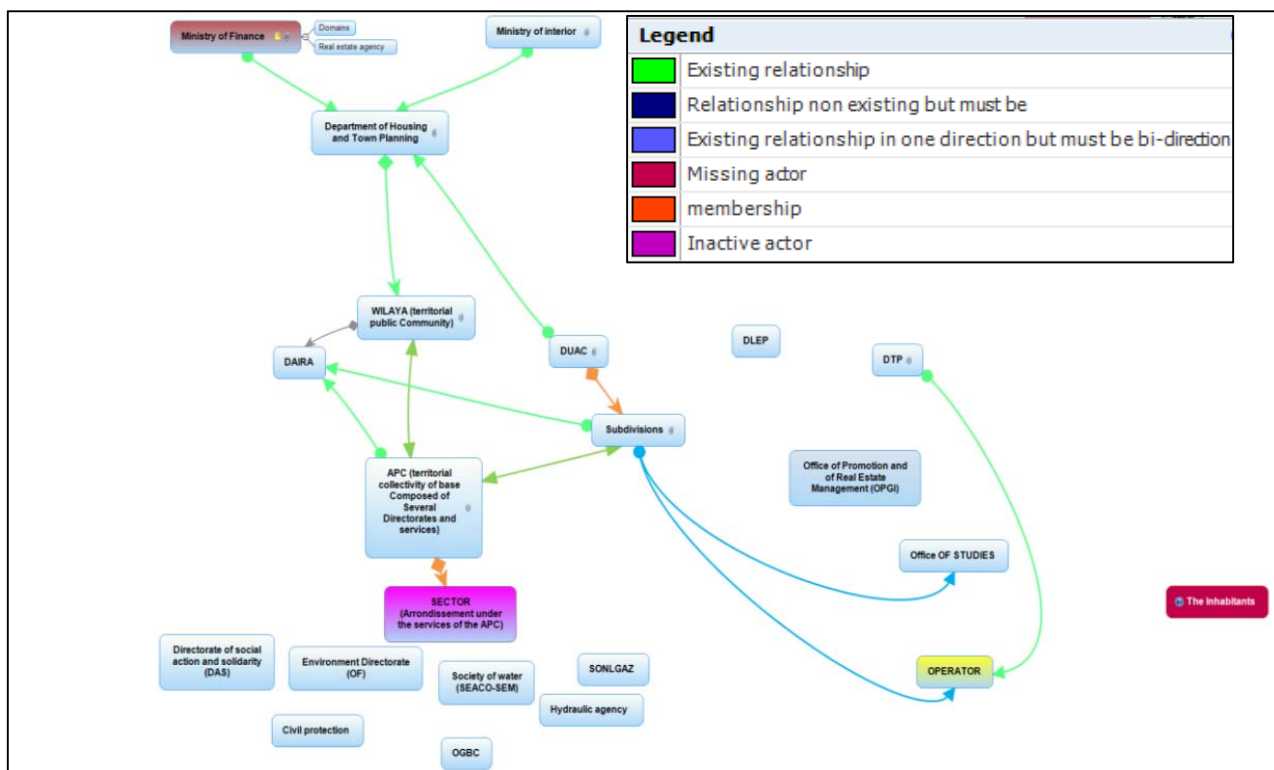 Ministry of Finance
Domains
Real estate agency
Ministry of interior
Legend
Existing relationship
Relationship non existing but must be
Existing relationship in one direction but must be bi-direction
Missing actor
membership
Inactive actor
Department of Housing
and Town Planning
WILAYA (territorial
public Community)
DAIRA
DUAC
DLEP
DTP
Subdivisions
APC (territorial
collectivity of base
Composed of
Several
Directorates and
services)
Office of Promotion and
of Real Estate
Management (OPGI)
Office OF STUDIES
SECTOR
(Arrondissement under
the services of the APC)
The Inhabitants
Directorate of social
action and solidarity
(DAS)
Environment Directorate
(OF)
Society of water
(SEACO-SEM)
SONLGAZ
OPERATOR
Hydraulic agency
Civil protection
OGBC